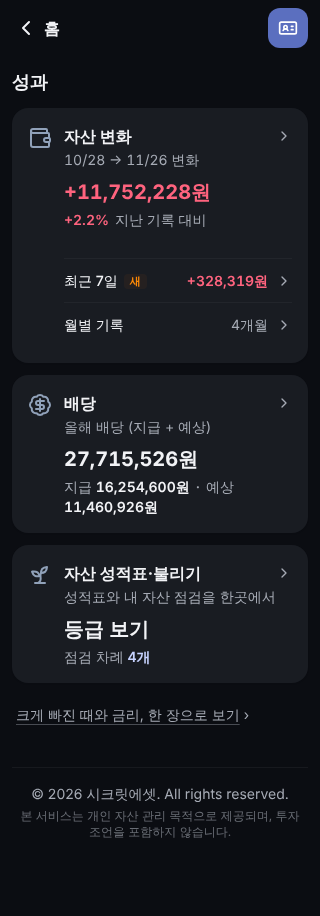 홈
성과
자산 변화
10/28 → 11/26 변화
+11,752,228원
+2.2% 지난 기록 대비
최근 7일 새 +328,319원
월별 기록 4개월
배당
올해 배당 (지급 + 예상)
27,715,526원
지급 16,254,600원 · 예상
11,460,926원
자산 성적표·불리기
성적표와 내 자산 점검을 한곳에서
등급 보기
점검 차례 4개
크게 빠진 때와 금리, 한 장으로 보기 ›
© 2026 시크릿에셋. All rights reserved.
본 서비스는 개인 자산 관리 목적으로 제공되며, 투자
조언을 포함하지 않습니다.